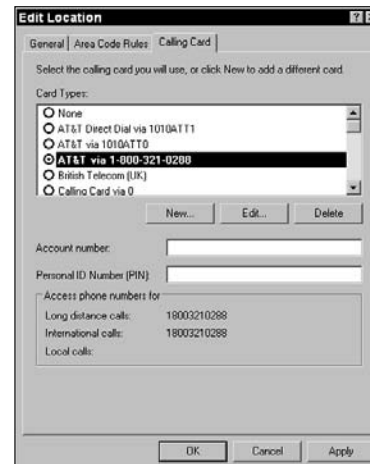 Edit Location
General Area Code Rules Calling Card
Select the calling card you will use, or click New to add a different card.
Card Types:
None
AT&T Direct Dial via 1010ATT1
AT&T via 1010ATT0
AT&T via 1-800-321-0288
British Telecom (UK)
Calling Card via 0
New... Edit... Delete
Account number:
Personal ID Number (PIN):
Access phone numbers for
Long distance calls: 18003210288
International calls: 18003210288
Local calls:
OK Cancel Apply